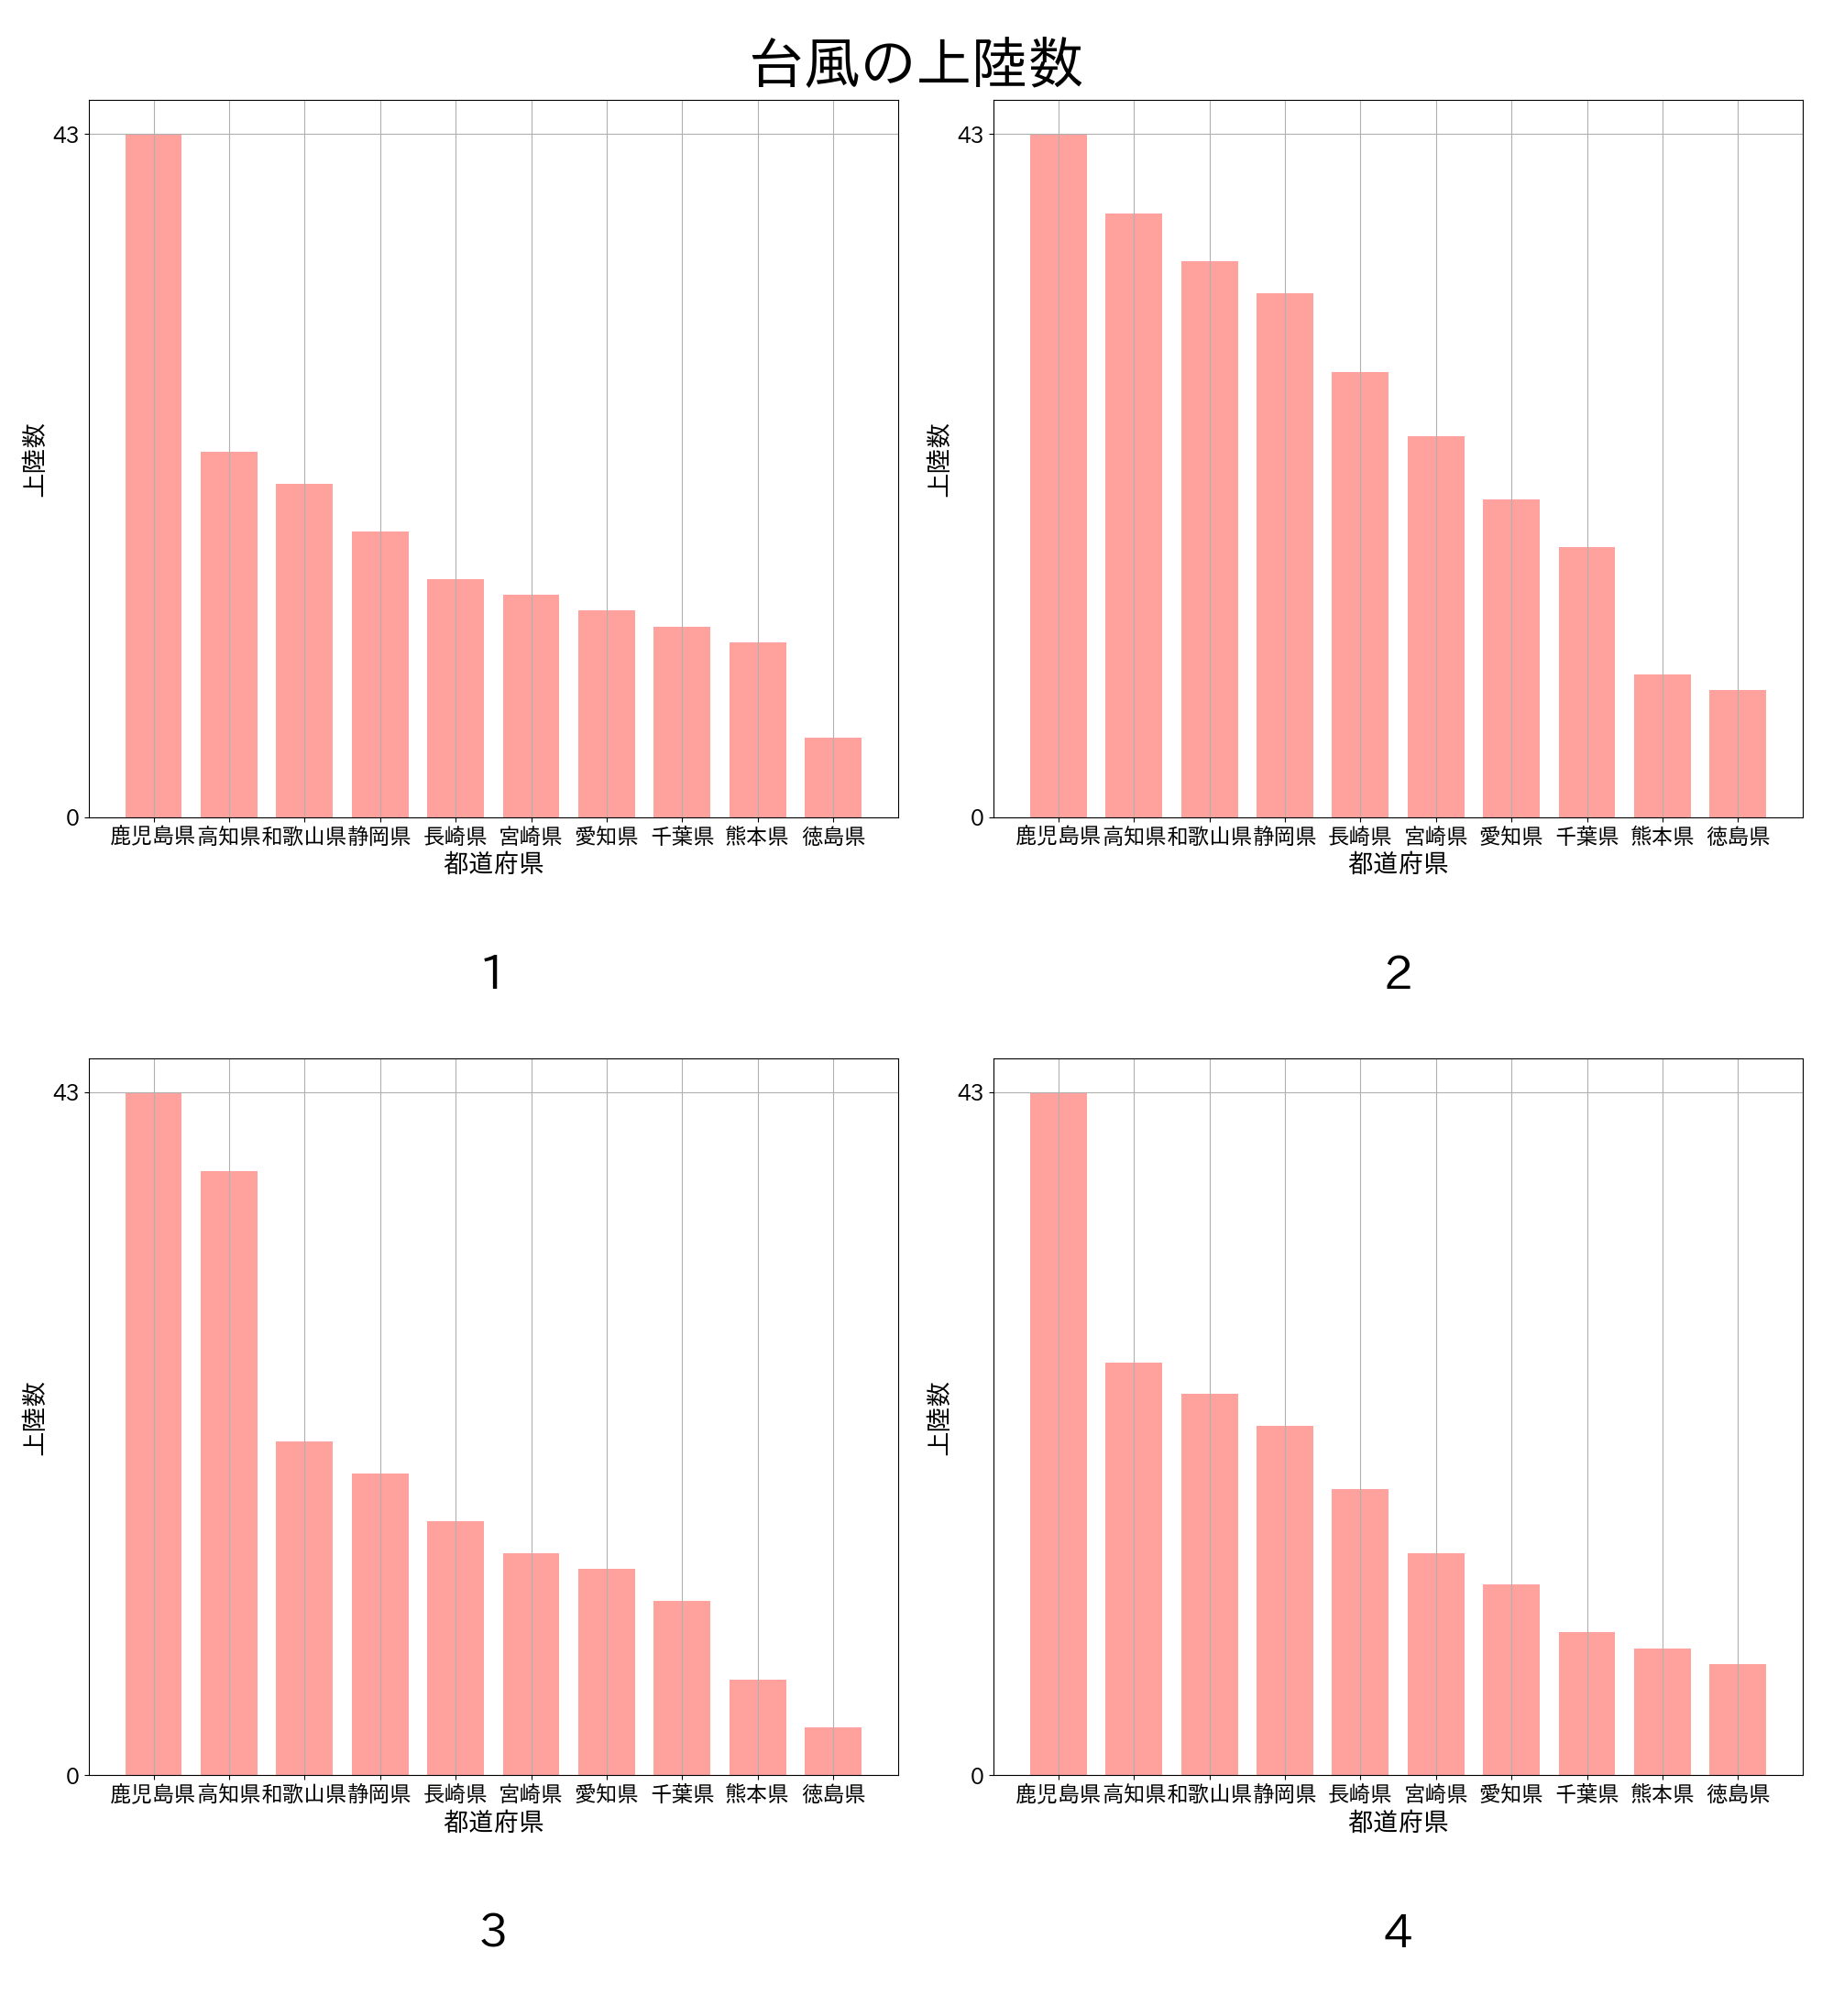 台風の上陸数
43
上陸数
0
鹿児島県 高知県 和歌山県 静岡県 長崎県 宮崎県 愛知県 千葉県 熊本県 徳島県
都道府県
1
43
上陸数
0
鹿児島県 高知県 和歌山県 静岡県 長崎県 宮崎県 愛知県 千葉県 熊本県 徳島県
都道府県
2
43
上陸数
0
鹿児島県 高知県 和歌山県 静岡県 長崎県 宮崎県 愛知県 千葉県 熊本県 徳島県
都道府県
3
43
上陸数
0
鹿児島県 高知県 和歌山県 静岡県 長崎県 宮崎県 愛知県 千葉県 熊本県 徳島県
都道府県
4